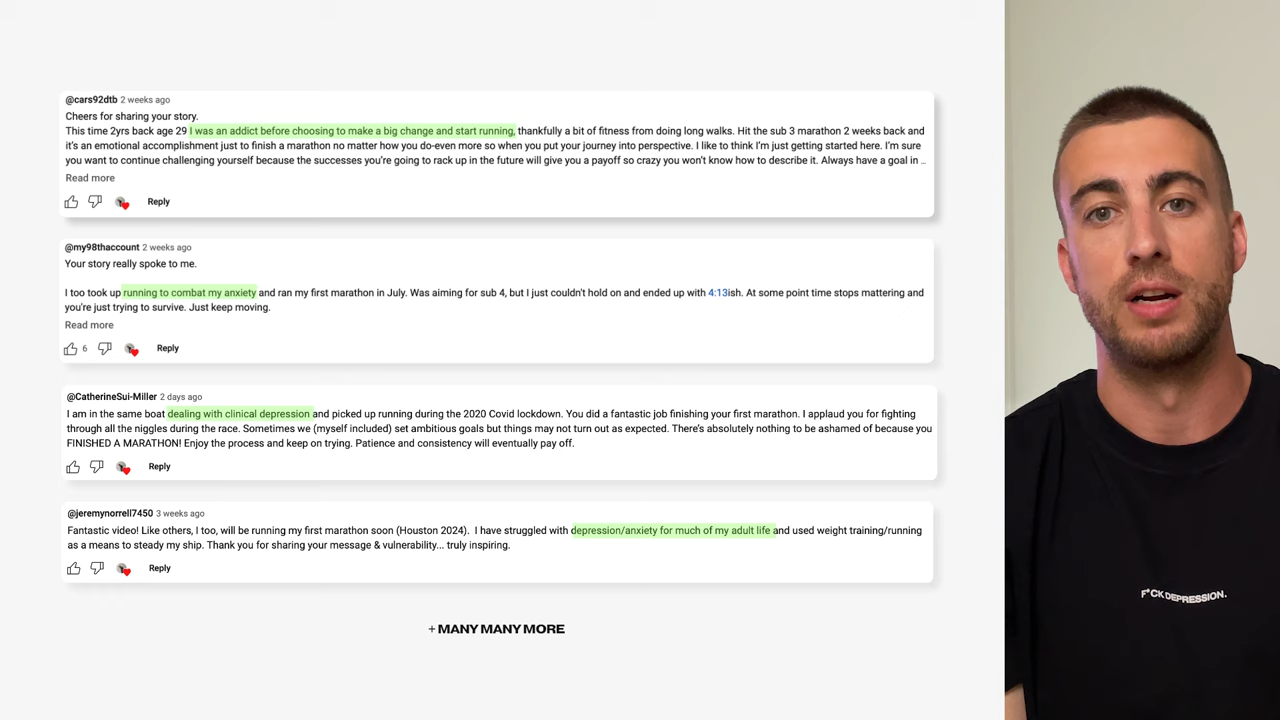 @cars92dtb 2 weeks ago
Cheers for sharing your story.
This time 2yrs back age 29 I was an addict before choosing to make a big change and start running, thankfully a bit of fitness from doing long walks. Hit the sub 3 marathon 2 weeks back and
it's an emotional accomplishment just to finish a marathon no matter how you do-even more so when you put your journey into perspective. I like to think I'm just getting started here. I'm sure
you want to continue challenging yourself because the successes you're going to rack up in the future will give you a payoff so crazy you won't know how to describe it. Always have a goal in ...
Read more
Reply
@my98thaccount 2 weeks ago
Your story really spoke to me.
I too took up running to combat my anxiety and ran my first marathon in July. Was aiming for sub 4, but I just couldn't hold on and ended up with 4:13ish. At some point time stops mattering and
you're just trying to survive. Just keep moving.
Read more
6 Reply
@CatherineSui-Miller 2 days ago
I am in the same boat dealing with clinical depression and picked up running during the 2020 Covid lockdown. You did a fantastic job finishing your first marathon. I applaud you for fighting
through all the niggles during the race. Sometimes we (myself included) set ambitious goals but things may not turn out as expected. There's absolutely nothing to be ashamed of because you
FINISHED A MARATHON! Enjoy the process and keep on trying. Patience and consistency will eventually pay off.
Reply
@jeremynorrell7450 3 weeks ago
Fantastic video! Like others, I too, will be running my first marathon soon (Houston 2024). I have struggled with depression/anxiety for much of my adult life and used weight training/running
as a means to steady my ship. Thank you for sharing your message & vulnerability... truly inspiring.
Reply
+ MANY MANY MORE
F*CK DEPRESSION.